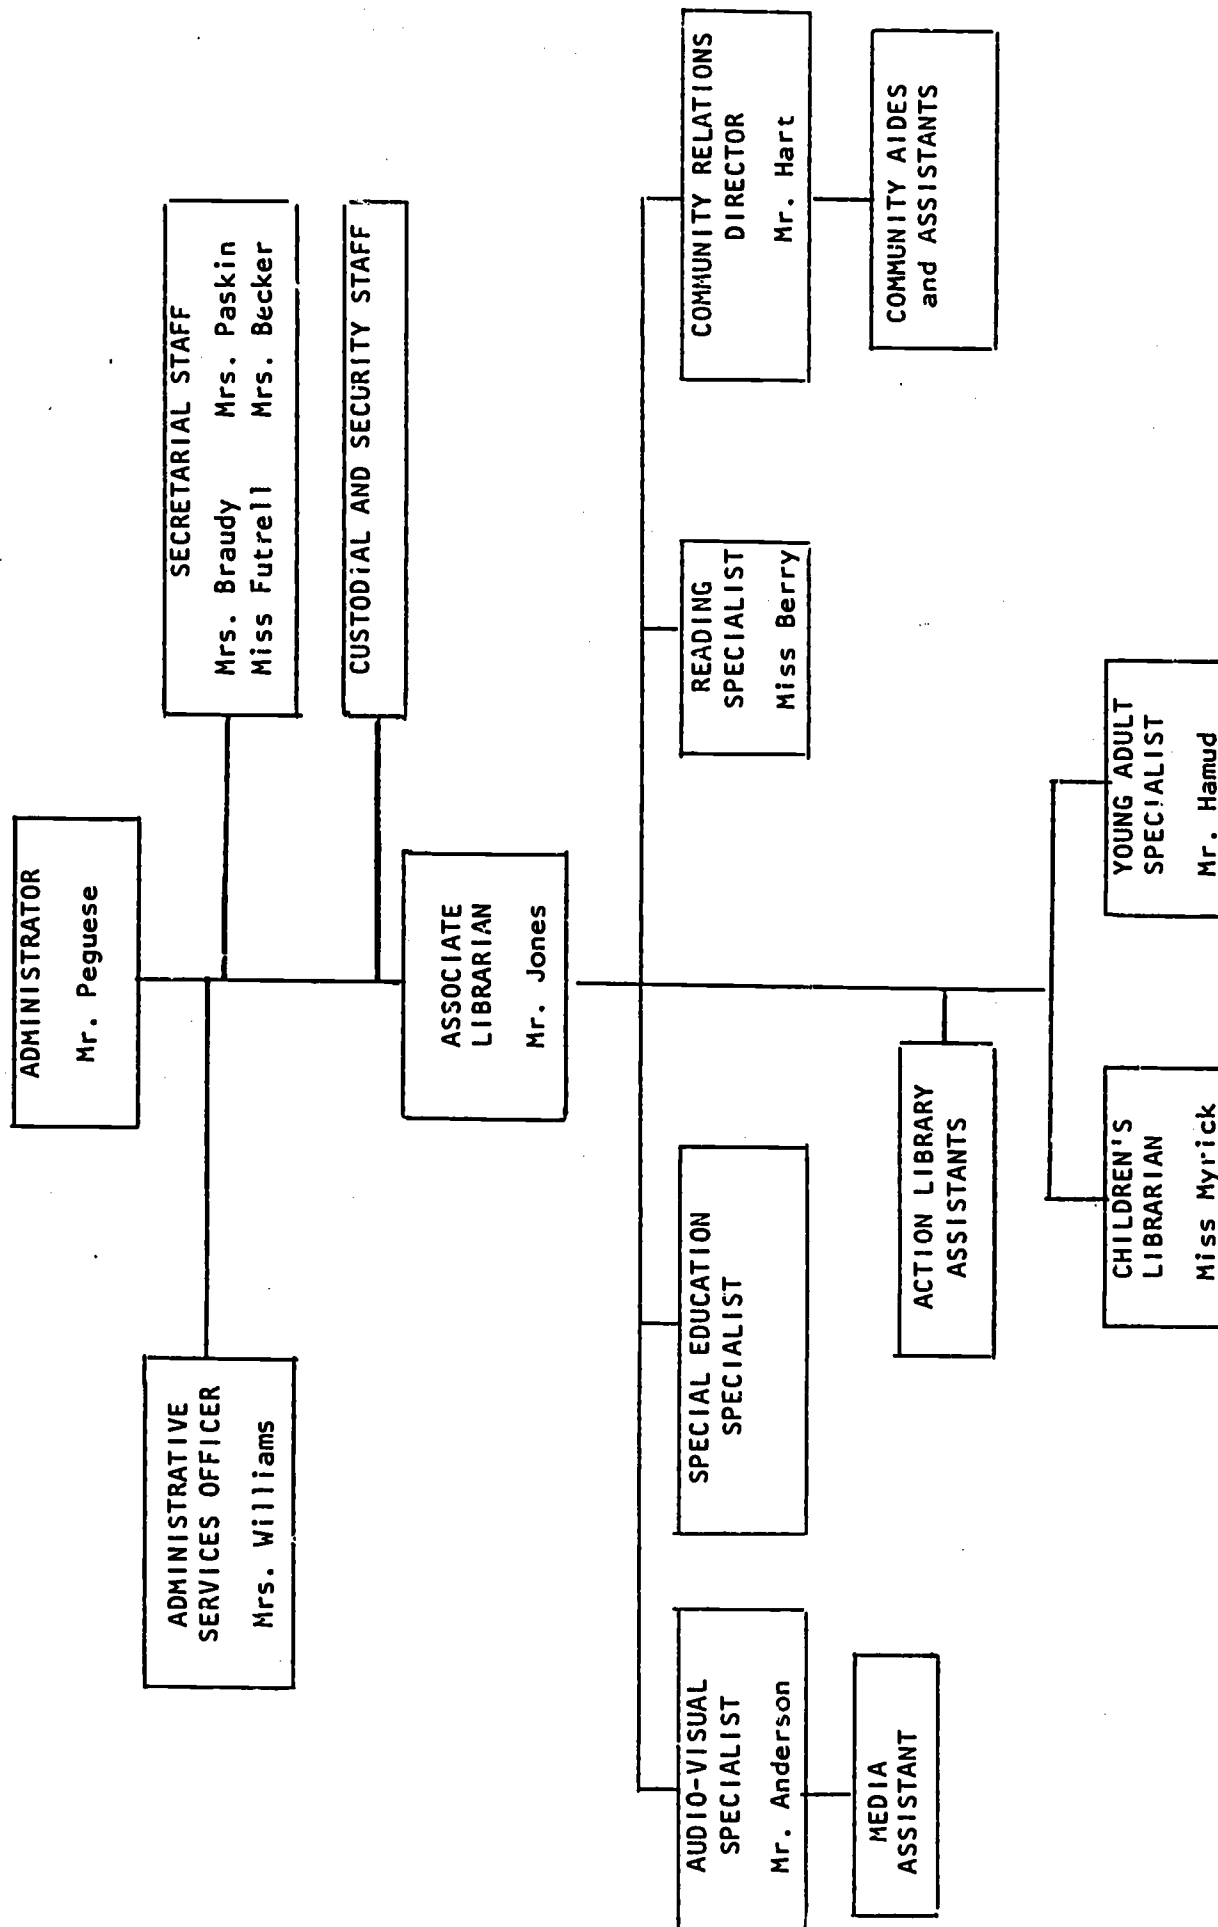 ADMINISTRATOR
Mr. Peguese
ADMINISTRATIVE
SERVICES OFFICER
Mrs. Williams
SECRETARIAL STAFF
Mrs. Braudy Mrs. Paskin
Miss Futrell Mrs. Becker
CUSTODIAL AND SECURITY STAFF
ASSOCIATE
LIBRARIAN
Mr. Jones
AUDIO-VISUAL
SPECIALIST
Mr. Anderson
MEDIA
ASSISTANT
SPECIAL EDUCATION
SPECIALIST
READING
SPECIALIST
Miss Berry
COMMUNITY RELATIONS
DIRECTOR
Mr. Hart
COMMUNITY AIDES
and ASSISTANTS
ACTION LIBRARY
ASSISTANTS
CHILDREN'S
LIBRARIAN
Miss Myrick
YOUNG ADULT
SPECIALIST
Mr. Hamud